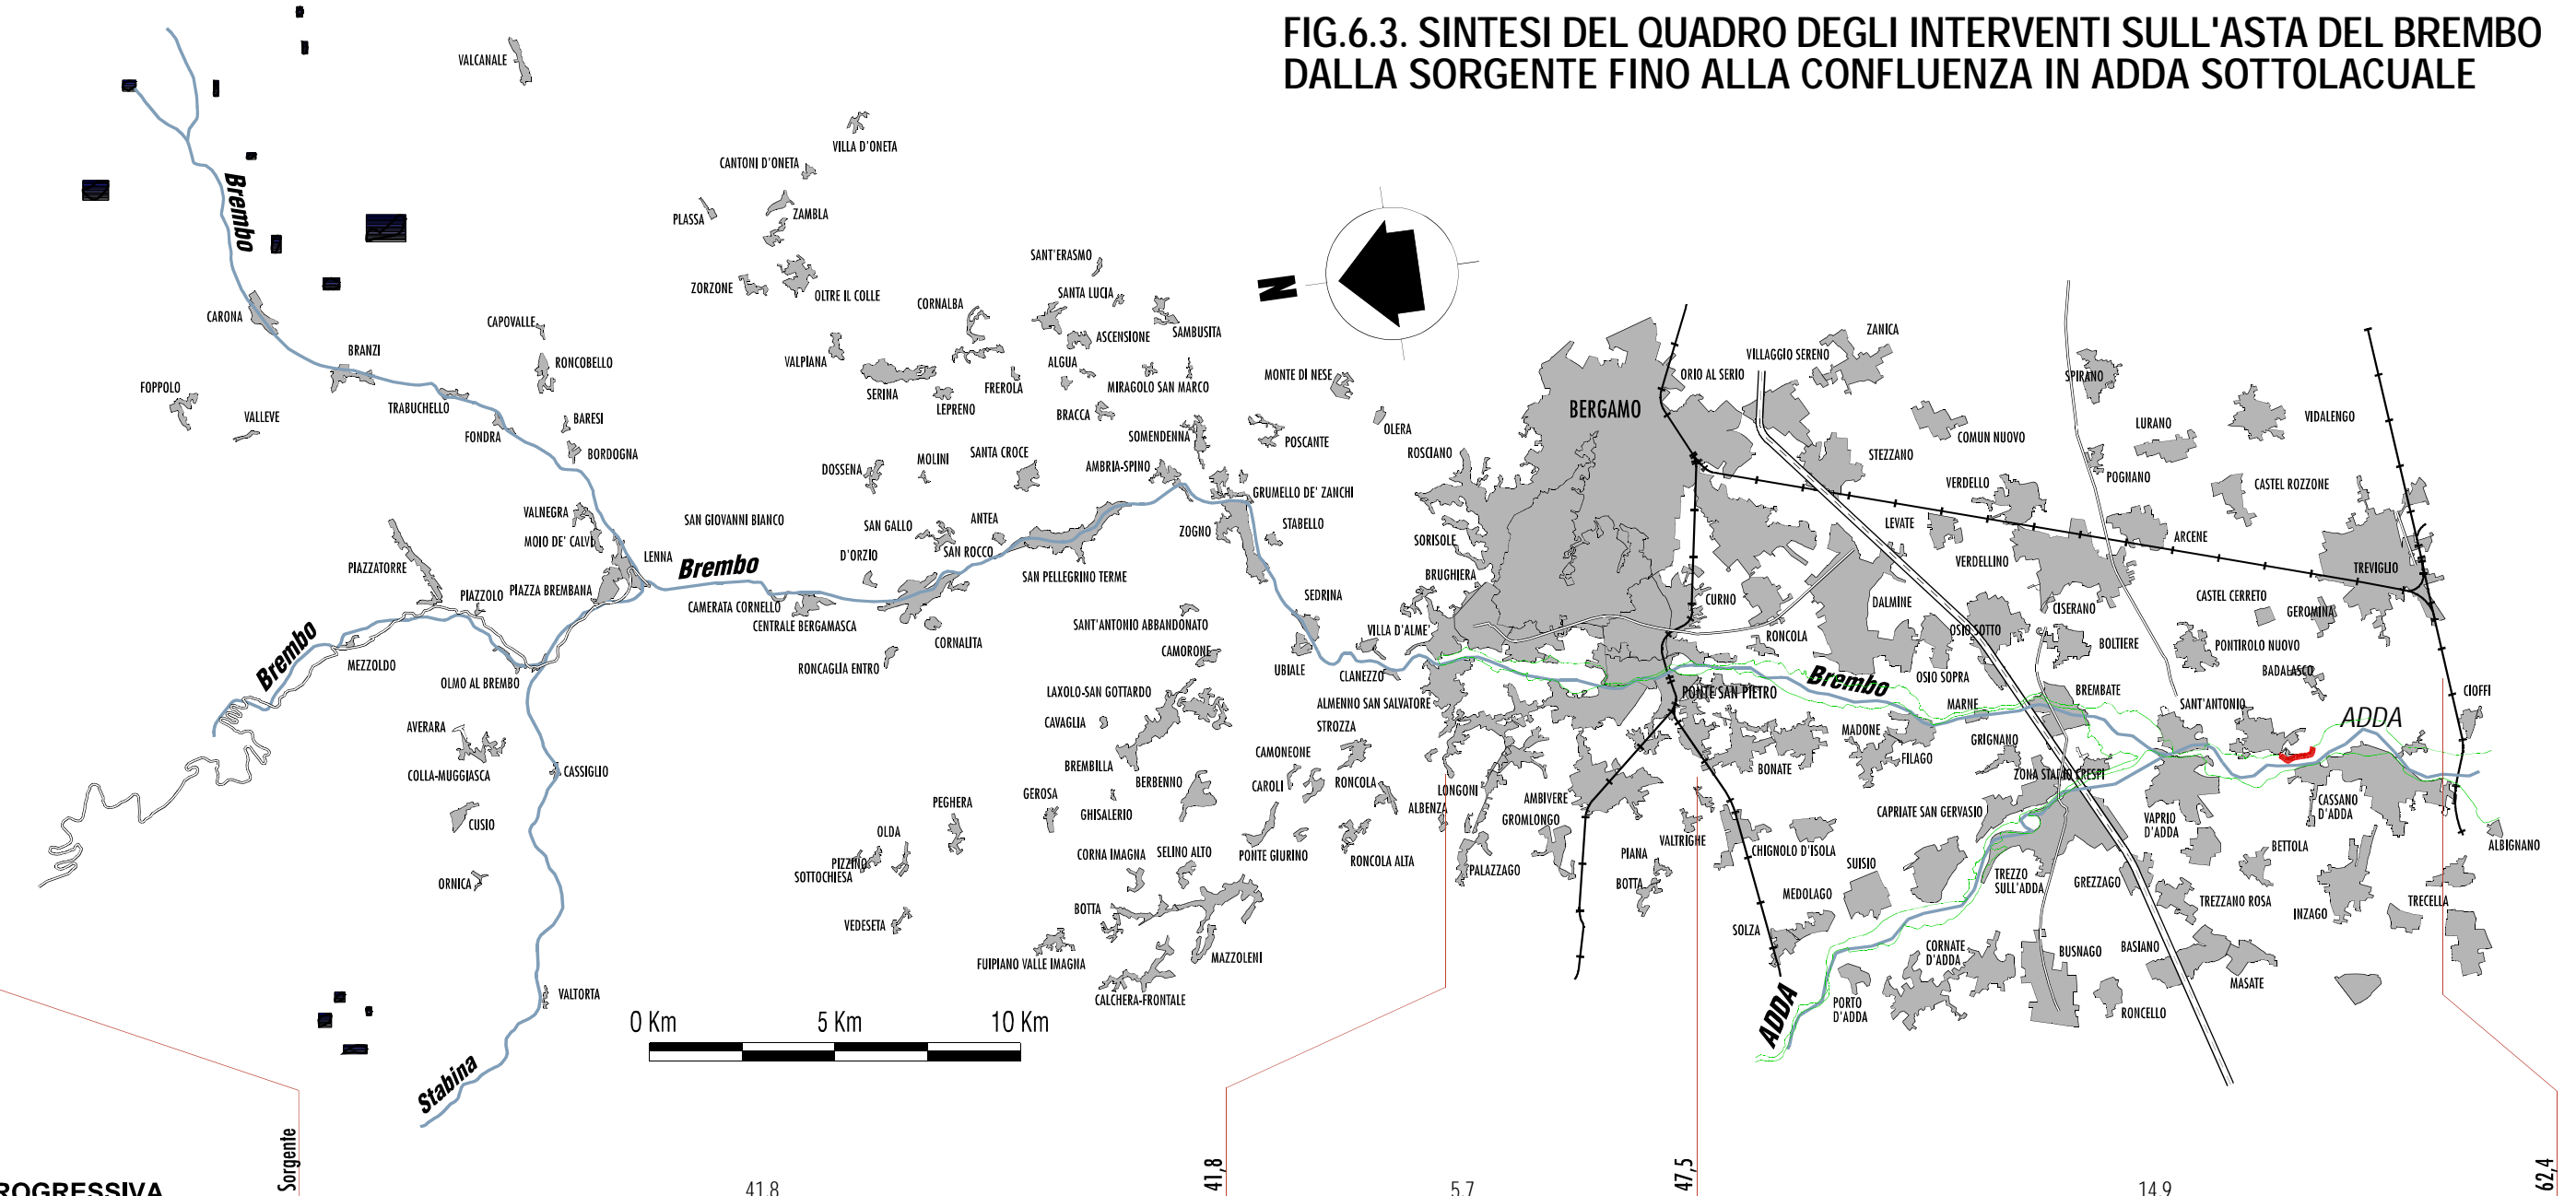 FIG.6.3. SINTESI DEL QUADRO DEGLI INTERVENTI SULL'ASTA DEL BREMBO
DALLA SORGENTE FINO ALLA CONFLUENZA IN ADDA SOTTOLACUALE
VALCANALE
VILLA D'ONETA
CANTONI D'ONETA
PLASSA
ZAMBLA
Brembo
SANT'ERASMO
ZORZONE
OLTRE IL COLLE
SANTA LUCIA
CORNALBA
N
CARONA
CAPOVALLE
ASCENSIONE
SAMBUSITA
ZANICA
BRANZI
RONCOBELLO
VALPIANA
ALGUA
VILLAGGIO SERENO
FOPPOLO
SERINA
FREROLA
MIRAGOLO SAN MARCO
MONTE DI NESE
ORIO AL SERIO
SPIRANO
TRABUCHELLO
LEPRENO
BRACCA
BERGAMO
VALLEVE
BARESI
OLERA
LURANO
VIDALENGO
FONDRA
SOMENDENNA
POSCANTE
COMUN NUOVO
BORDOGNA
DOSSENA
MOLINI
SANTA CROCE
AMBRIA-SPINO
ROSCIANO
STEZZANO
POGNANO
GRUMELLO DE' ZANCHI
VERDELLO
CASTEL ROZZONE
VALNEGRA
SAN GIOVANNI BIANCO
SAN GALLO
ANTEA
ZOGNO
STABELLO
LEVATE
MOIO DE' CALVI
SORISOLE
ARCENE
LENNA
D'ORZIO
SAN ROCCO
VERDELLINO
PIAZZATORRE
Brembo
SAN PELLEGRINO TERME
BRUGHIERA
TREVIGLIO
PIAZZOLO
PIAZZA BREMBANA
CAMERATA CORNELLO
SEDRINA
CURNO
DALMINE
CISERANO
CASTEL CERRETO
GEROMINA
CENTRALE BERGAMASCA
SANT'ANTONIO ABBANDONATO
VILLA D'ALME'
RONCOLA
OSIO SOTTO
BOLTIERE
PONTIROLO NUOVO
Brembo
MEZZOLDO
CORNALITA
CAMORONE
RONCAGLIA ENTRO
UBIALE
CLANEZZO
OSIO SOPRA
BADALASCO
OLMO AL BREMBO
LAXOLO-SAN GOTTARDO
ALMENNO SAN SALVATORE
PONTE SAN PIETRO
Brembo
BREMBATE
CIOFFI
CAVAGLIA
STROZZA
MARNE
SANT'ANTONIO
ADDA
AVERARA
MADONE
GRIGNANO
COLLA-MUGGIASCA
CASSIGLIO
BREMBILLA
CAMONEONE
BONATE
FILAGO
ZONA STADIO CRESPI
BERBENNO
CAROLI
RONCOLA
LONGONI
AMBIVERE
CAPRIATE SAN GERVASIO
CASSANO
D'ADDA
GEROSA
PEGHERA
GHISALERIO
ALBENZA
GROMLONGO
VAPRIO
D'ADDA
CUSIO
OLDA
CORNA IMAGNA
SELINO ALTO
PONTE GIURINO
RONCOLA ALTA
PIANA
VALTRIGHE
CHIGNOLO D'ISOLA
BETTOLA
ALBIGNANO
PIZZINO
SOTTOCHIESA
PALAZZAGO
SUISIO
TREZZO
SULL'ADDA
GREZZAGO
ORNICA
BOTTA
BOTTA
MEDOLAGO
TREZZANO ROSA
INZAGO
TRECELLA
VEDESETA
SOLZA
CORNATE
D'ADDA
BUSNAGO
BASIANO
FUIPIANO VALLE IMAGNA
MAZZOLENI
MASATE
VALTORTA
CALCHERA-FRONTALE
ADDA
PORTO
D'ADDA
RONCELLO
0 Km
5 Km
10 Km
Stabina
Sorgente
41,8
47,5
62,4
ROGRESSIVA
41,8
5,7
14,9